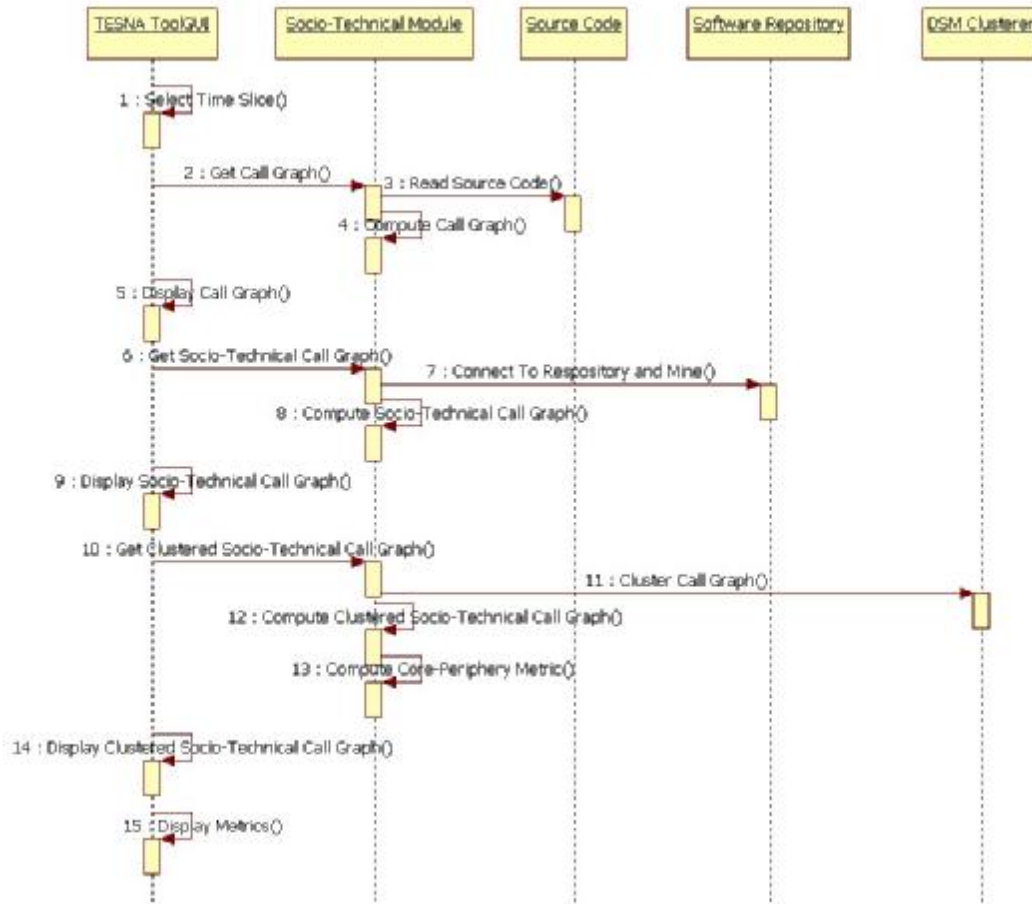 TESNA ToolGUI
Socio-Technical Module
Source Code
Software Repository
DSM Clusterer
1 : Select Time Slice()
2 : Get Call Graph()
3 : Read Source Code()
4 : Compute Call Graph()
5 : Display Call Graph()
6 : Get Socio-Technical Call Graph()
7 : Connect To Respository and Mine()
8 : Compute Socio-Technical Call Graph()
9 : Display Socio-Technical Call Graph()
10 : Get Clustered Socio-Technical Call Graph()
11 : Cluster Call Graph()
12 : Compute Clustered Socio-Technical Call Graph()
13 : Compute Core-Periphery Metric()
14 : Display Clustered Socio-Technical Call Graph()
15 : Display Metrics()